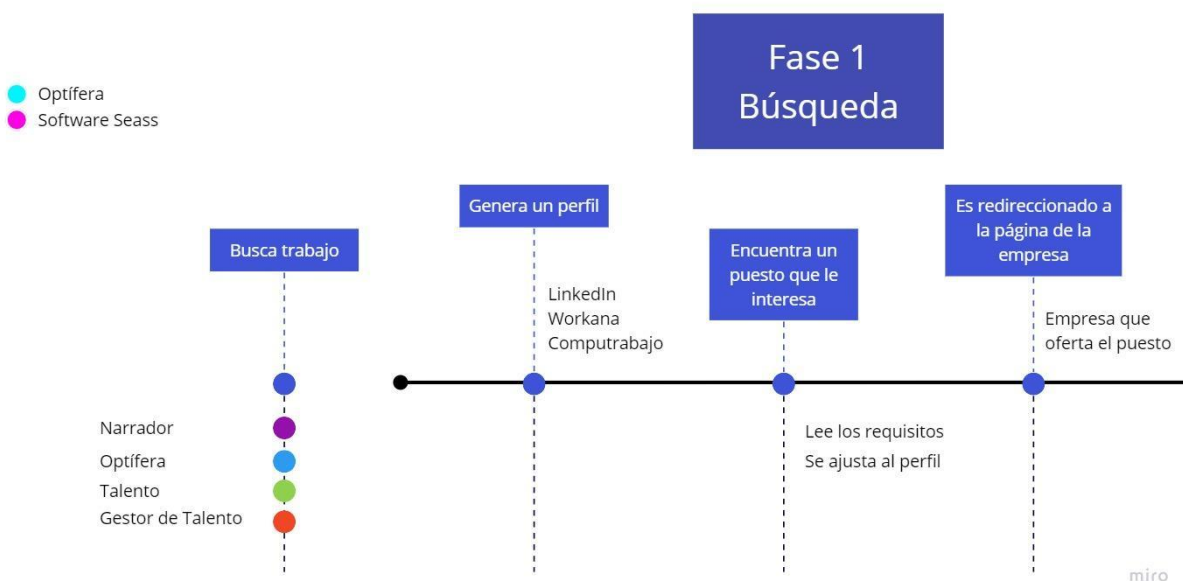 Fase 1
Búsqueda
Optífera
Software Seass
Busca trabajo
Genera un perfil
LinkedIn
Workana
Computrabajo
Encuentra un
puesto que le
interesa
Es redireccionado a
la página de la
empresa
Empresa que
oferta el puesto
Narrador
Optífera
Talento
Gestor de Talento
Lee los requisitos
Se ajusta al perfil
miro